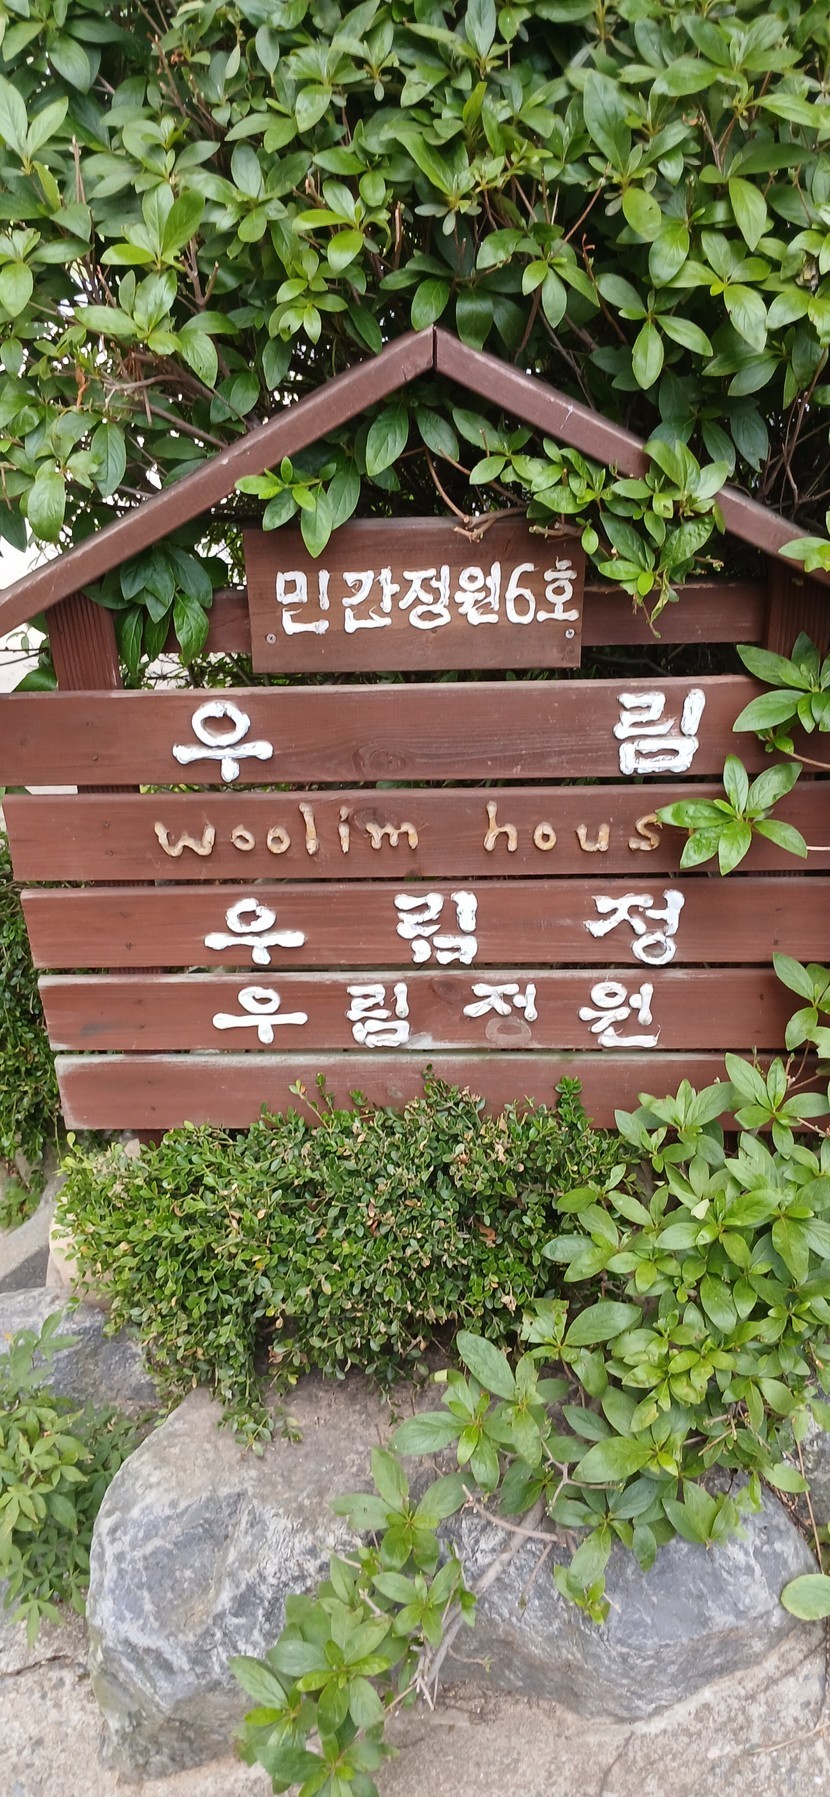 민간정원6호
우 림
woolim hous
우 림 정
우 림 정 원